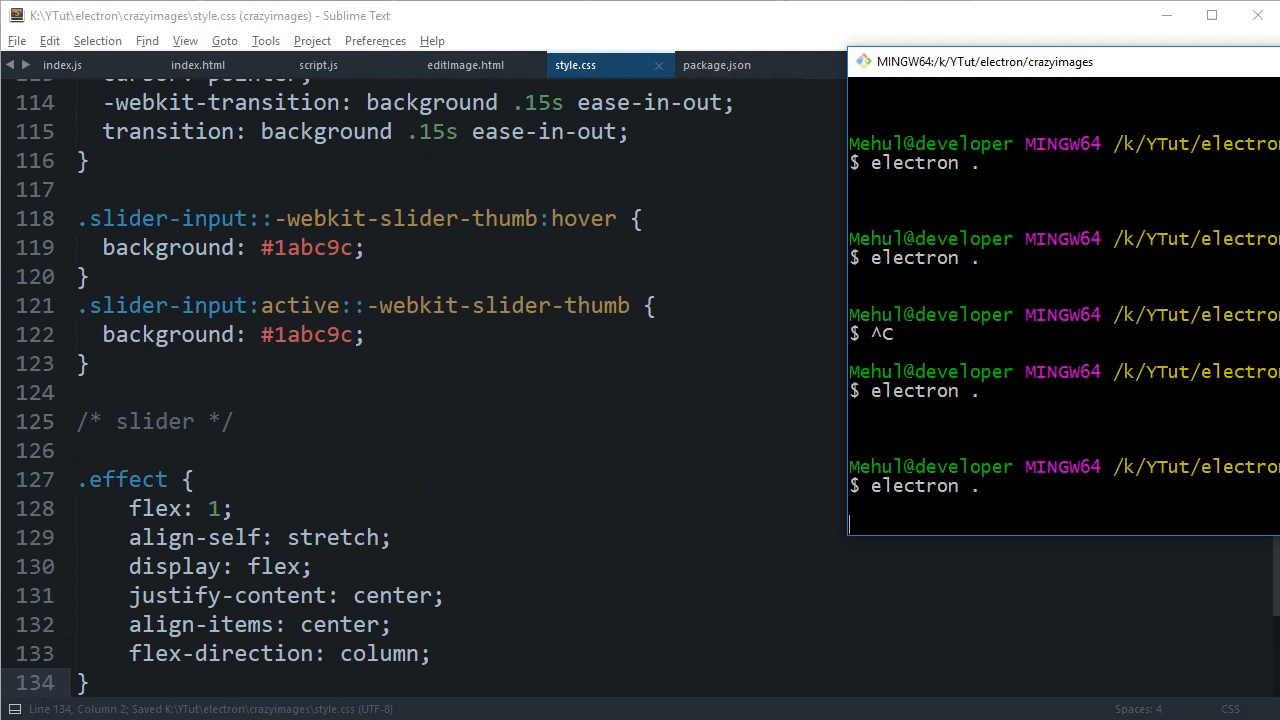 K:\YTut\electron\crazyimages\style.css (crazyimages) - Sublime Text
File Edit Selection Find View Goto Tools Project Preferences Help
index.js index.html script.js editImage.html style.css package.json
cursor: pointer;
114 -webkit-transition: background .15s ease-in-out;
115 transition: background .15s ease-in-out;
116 }
117
118 .slider-input::-webkit-slider-thumb:hover {
119 background: #1abc9c;
120 }
121 .slider-input:active::-webkit-slider-thumb {
122 background: #1abc9c;
123 }
124
125 /* slider */
126
127 .effect {
128 flex: 1;
129 align-self: stretch;
130 display: flex;
131 justify-content: center;
132 align-items: center;
133 flex-direction: column;
134 }
Line 134, Column 2; Saved K:\YTut\electron\crazyimages\style.css (UTF-8)
Spaces: 4 CSS
MINGW64:/k/YTut/electron/crazyimages
Mehul@developer MINGW64 /k/YTut/electro
$ electron .
Mehul@developer MINGW64 /k/YTut/electro
$ electron .
Mehul@developer MINGW64 /k/YTut/electro
$ ^C
Mehul@developer MINGW64 /k/YTut/electro
$ electron .
Mehul@developer MINGW64 /k/YTut/electro
$ electron .